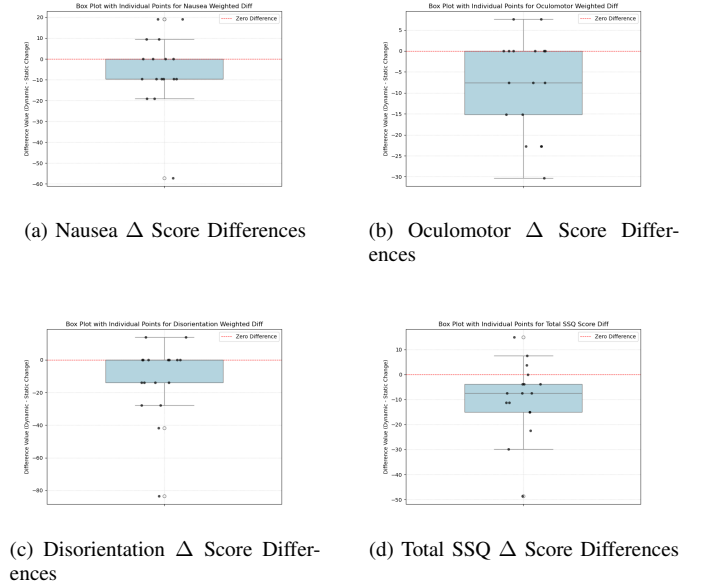 Box Plot with Individual Points for Nausea Weighted Diff
Zero Difference
Difference Value (Dynamic - Static Change)
20
10
0
−10
−20
−30
−40
−50
−60
(a) Nausea Δ Score Differences
Box Plot with Individual Points for Oculomotor Weighted Diff
Zero Difference
Difference Value (Dynamic - Static Change)
5
0
−5
−10
−15
−20
−25
−30
(b) Oculomotor Δ Score Differ-
ences
Box Plot with Individual Points for Disorientation Weighted Diff
Zero Difference
Difference Value (Dynamic - Static Change)
0
−20
−40
−60
−80
(c) Disorientation Δ Score Differ-
ences
Box Plot with Individual Points for Total SSQ Score Diff
Zero Difference
Difference Value (Dynamic - Static Change)
10
0
−10
−20
−30
−40
−50
(d) Total SSQ Δ Score Differences